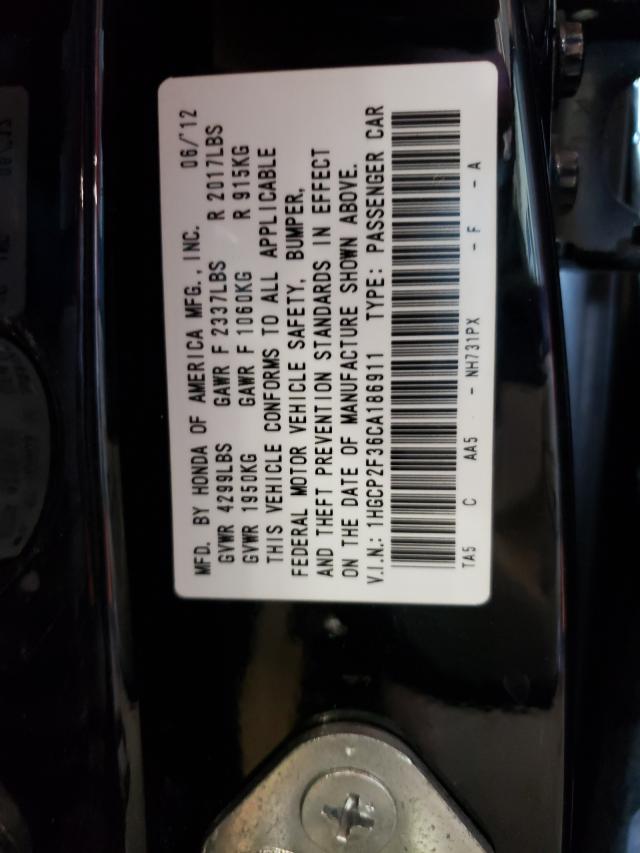 MFD. BY HONDA OF AMERICA MFG., INC. 06/'12
GVWR 4299LBS GAWR F 2337LBS R 2017LBS
GVWR 1950KG GAWR F 1060KG R 915KG
THIS VEHICLE CONFORMS TO ALL APPLICABLE
FEDERAL MOTOR VEHICLE SAFETY, BUMPER,
AND THEFT PREVENTION STANDARDS IN EFFECT
ON THE DATE OF MANUFACTURE SHOWN ABOVE.
V.I.N.: 1HGCP2F36CA186911 TYPE: PASSENGER CAR
TA5 C AA5 - NH731PX - F - A